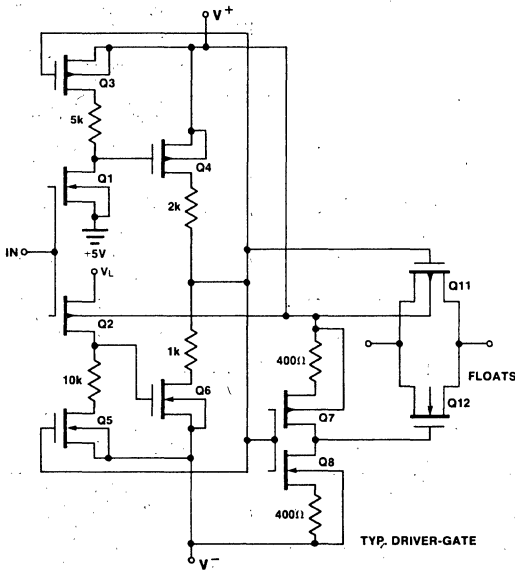 V+
Q3
5k
Q4
Q1
2k
IN
+5V
VL
Q11
Q2
1k
400Ω
FLOATS
10k
Q6
Q7
Q12
Q5
Q8
400Ω
TYP. DRIVER-GATE
V−